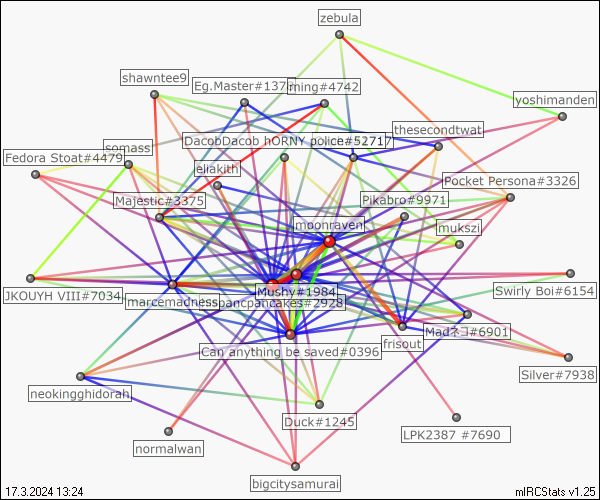 zebula
shawntee9
Eg.Master#137
ming#4742
yoshimanden
DacobDacob hORNY police#52717
thesecondtwat
somass
Fedora Stoat#4479
eliakith
Pocket Persona#3326
Majestic#3375
Pikabro#9971
moonraven
mukszi
JKOUYH VIII#7034
marcemadness
Mushy#1984
pancpancakes#2928
Swirly Boi#6154
Madネコ#6901
frisout
Can anything be saved#0396
Silver#7938
neokingghidorah
Duck#1245
LPK2387 #7690
normalwan
bigcitysamurai
17.3.2024 13:24
mIRCStats v1.25